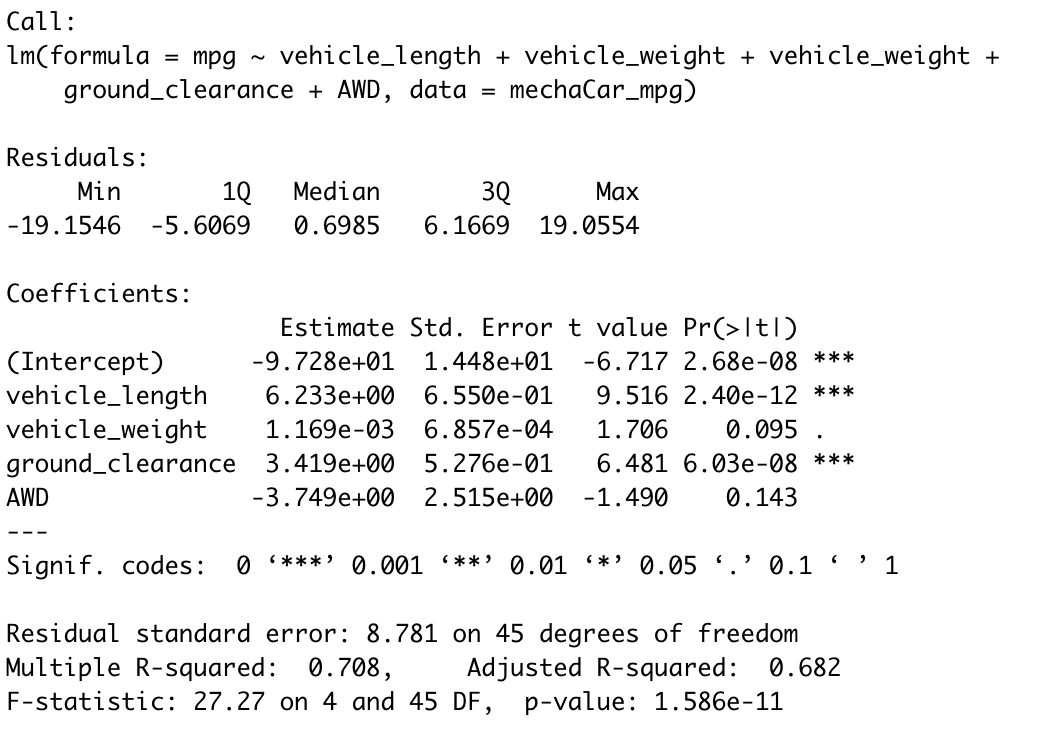 Call:
lm(formula = mpg ~ vehicle_length + vehicle_weight + vehicle_weight +
    ground_clearance + AWD, data = mechaCar_mpg)

Residuals:
     Min       1Q   Median       3Q      Max
-19.1546  -5.6069   0.6985   6.1669  19.0554

Coefficients:
                   Estimate Std. Error t value Pr(>|t|)
(Intercept)      -9.728e+01  1.448e+01  -6.717 2.68e-08 ***
vehicle_length    6.233e+00  6.550e-01   9.516 2.40e-12 ***
vehicle_weight    1.169e-03  6.857e-04   1.706    0.095 .
ground_clearance  3.419e+00  5.276e-01   6.481 6.03e-08 ***
AWD              -3.749e+00  2.515e+00  -1.490    0.143
---
Signif. codes:  0 ‘***’ 0.001 ‘**’ 0.01 ‘*’ 0.05 ‘.’ 0.1 ‘ ’ 1

Residual standard error: 8.781 on 45 degrees of freedom
Multiple R-squared:  0.708,	Adjusted R-squared:  0.682
F-statistic: 27.27 on 4 and 45 DF,  p-value: 1.586e-11